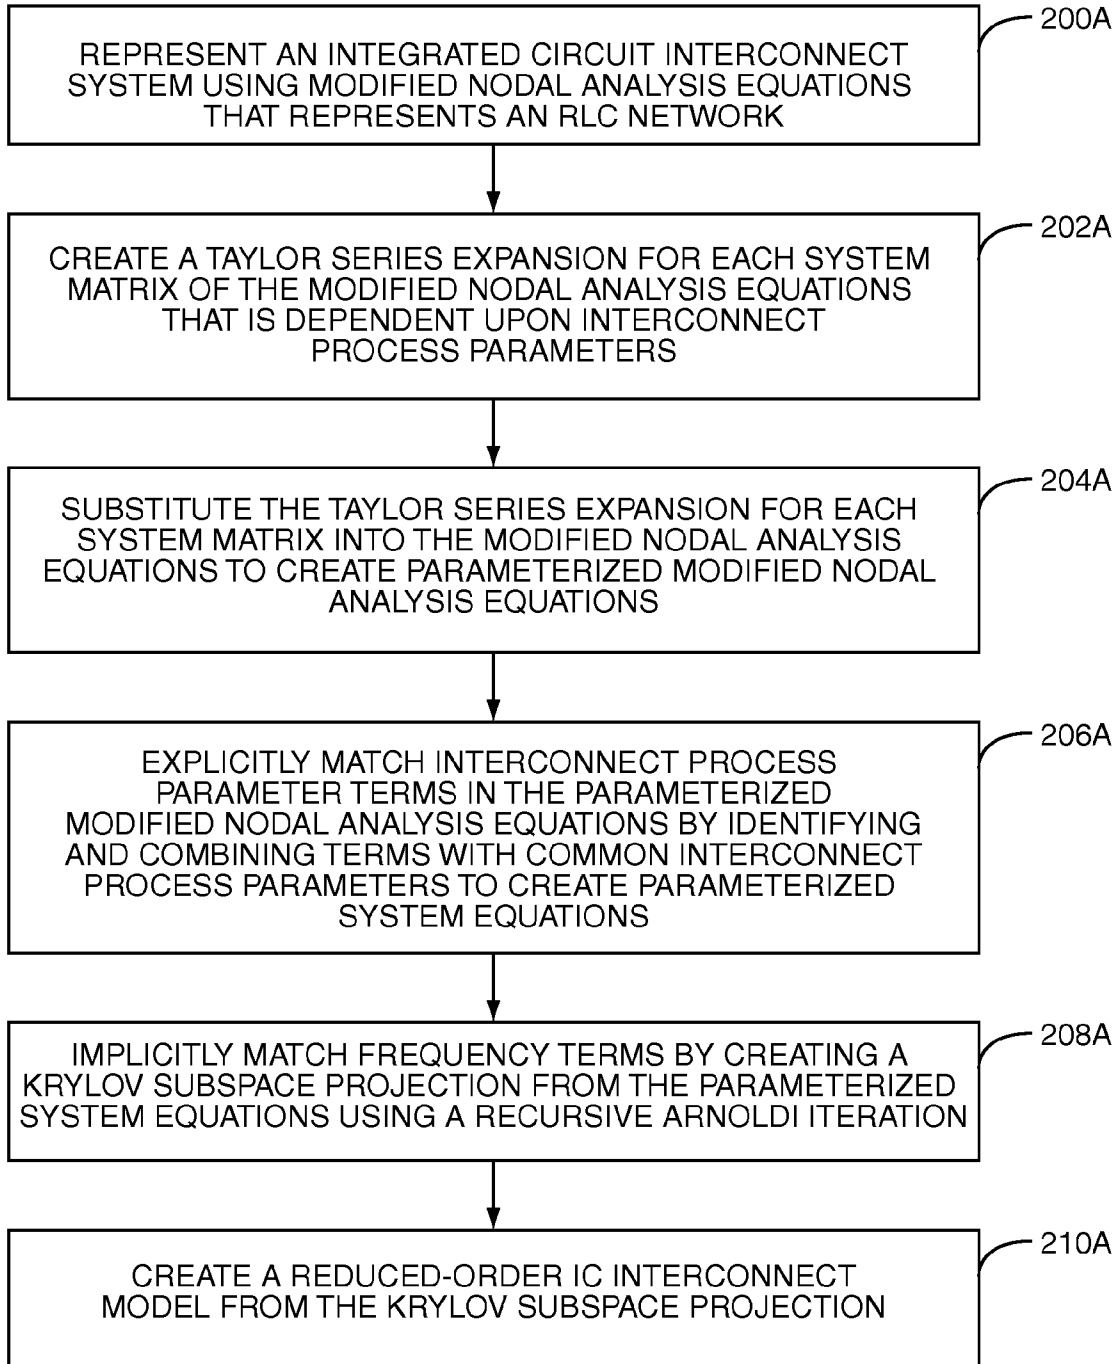 200A
REPRESENT AN INTEGRATED CIRCUIT INTERCONNECT
SYSTEM USING MODIFIED NODAL ANALYSIS EQUATIONS
THAT REPRESENTS AN RLC NETWORK
202A
CREATE A TAYLOR SERIES EXPANSION FOR EACH SYSTEM
MATRIX OF THE MODIFIED NODAL ANALYSIS EQUATIONS
THAT IS DEPENDENT UPON INTERCONNECT
PROCESS PARAMETERS
204A
SUBSTITUTE THE TAYLOR SERIES EXPANSION FOR EACH
SYSTEM MATRIX INTO THE MODIFIED NODAL ANALYSIS
EQUATIONS TO CREATE PARAMETERIZED MODIFIED NODAL
ANALYSIS EQUATIONS
206A
EXPLICITLY MATCH INTERCONNECT PROCESS
PARAMETER TERMS IN THE PARAMETERIZED
MODIFIED NODAL ANALYSIS EQUATIONS BY IDENTIFYING
AND COMBINING TERMS WITH COMMON INTERCONNECT
PROCESS PARAMETERS TO CREATE PARAMETERIZED
SYSTEM EQUATIONS
208A
IMPLICITLY MATCH FREQUENCY TERMS BY CREATING A
KRYLOV SUBSPACE PROJECTION FROM THE PARAMETERIZED
SYSTEM EQUATIONS USING A RECURSIVE ARNOLDI ITERATION
210A
CREATE A REDUCED-ORDER IC INTERCONNECT
MODEL FROM THE KRYLOV SUBSPACE PROJECTION